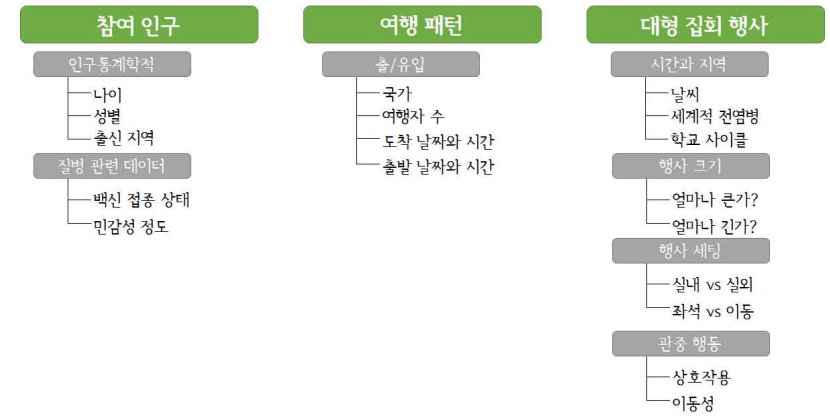 참여 인구
인구통계학적
나이
성별
출신 지역
질병 관련 데이터
백신 접종 상태
민감성 정도
여행 패턴
출/유입
국가
여행자 수
도착 날짜와 시간
출발 날짜와 시간
대형 집회 행사
시간과 지역
날씨
세계적 전염병
학교 사이클
행사 크기
얼마나 큰가?
얼마나 긴가?
행사 세팅
실내 vs 실외
좌석 vs 이동
관중 행동
상호작용
이동성